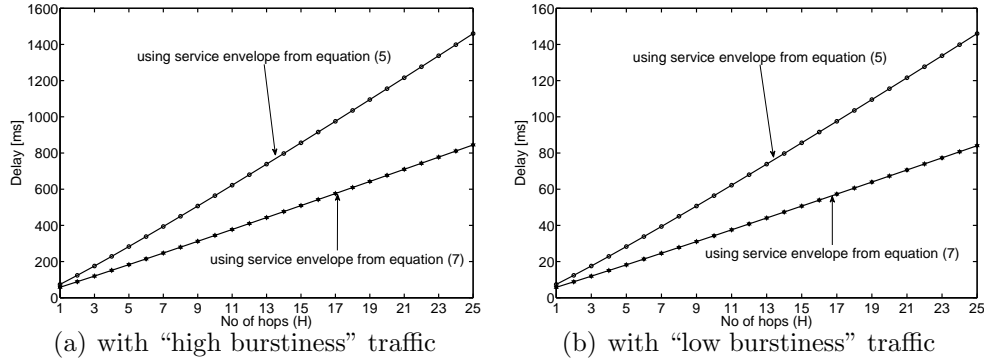 1600
1400
1200
1000
800
600
400
200
0
Delay [ms]
using service envelope from equation (5)
using service envelope from equation (7)
1 3 5 7 9 11 13 15 17 19 21 23 25
No of hops (H)
(a) with “high burstiness” traffic
160
140
120
100
80
60
40
20
0
Delay [ms]
using service envelope from equation (5)
using service envelope from equation (7)
1 3 5 7 9 11 13 15 17 19 21 23 25
No of hops (H)
(b) with “low burstiness” traffic